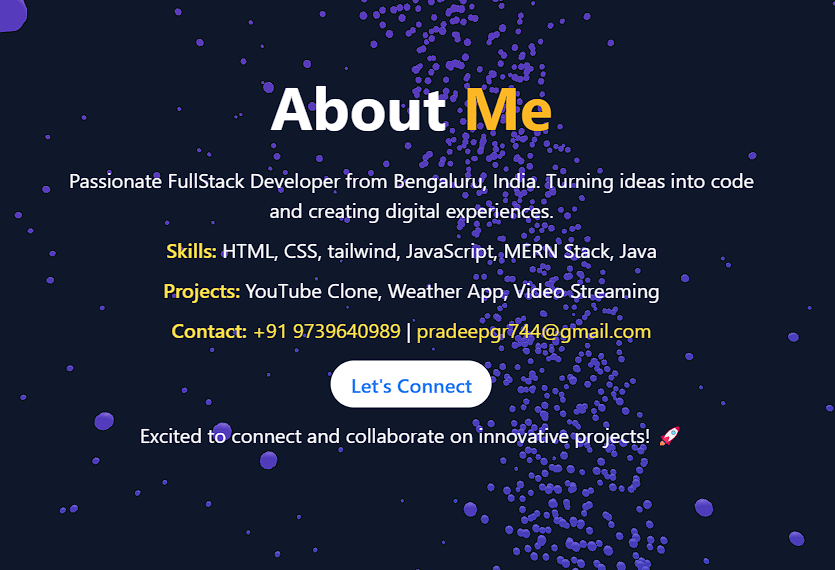 About Me
Passionate FullStack Developer from Bengaluru, India. Turning ideas into code
and creating digital experiences.
Skills: HTML, CSS, tailwind, JavaScript, MERN Stack, Java
Projects: YouTube Clone, Weather App, Video Streaming
Contact: +91 9739640989 | pradeepgr744@gmail.com
Let's Connect
Excited to connect and collaborate on innovative projects! 🚀